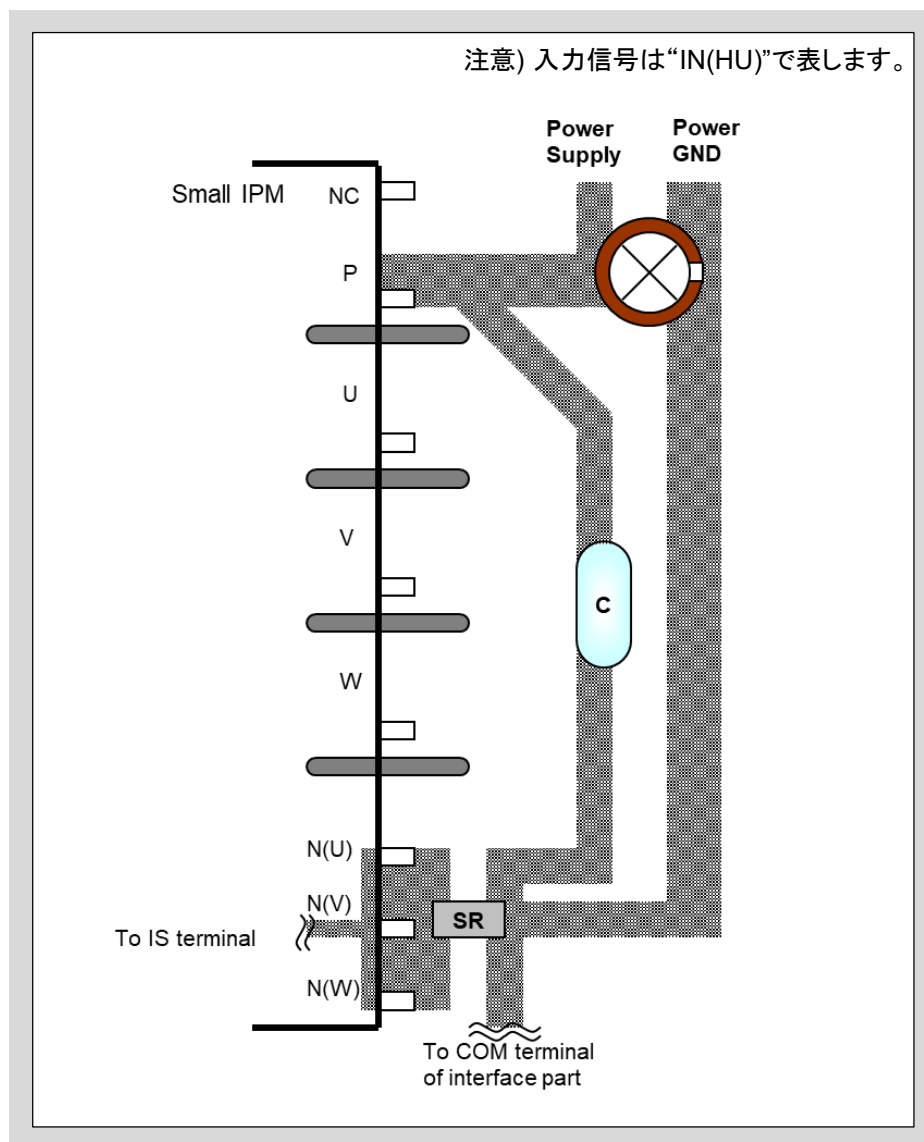 注意) 入力信号は“IN(HU)”で表します。
Power
Supply
Power
GND
Small IPM
NC
P
U
V
C
W
N(U)
N(V)
SR
To IS terminal
N(W)
To COM terminal
of interface part